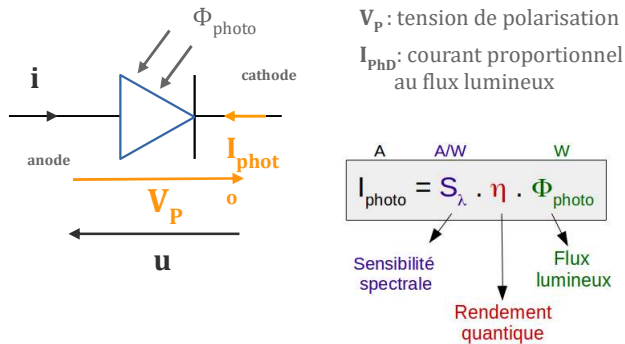 Φphoto
cathode
i
anode
Iphot
o
VP
u
VP : tension de polarisation
IPhD: courant proportionnel
au flux lumineux
A A/W W
Iphoto = Sλ . η . Φphoto
Sensibilité
spectrale
Flux
lumineux
Rendement
quantique